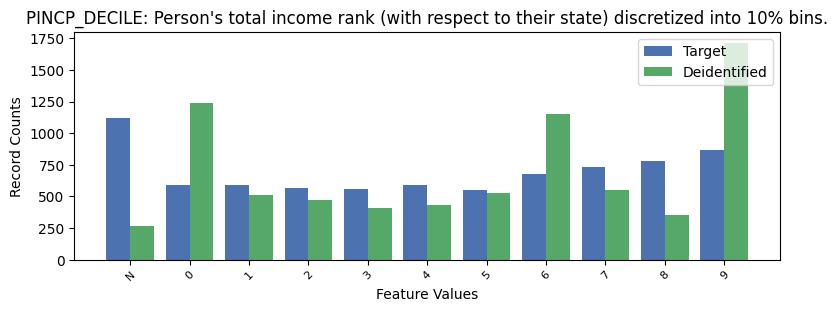 PINCP_DECILE: Person's total income rank (with respect to their state) discretized into 10% bins.
Target
Deidentified
Record Counts
1750
1500
1250
1000
750
500
250
0
N 0 1 2 3 4 5 6 7 8 9
Feature Values